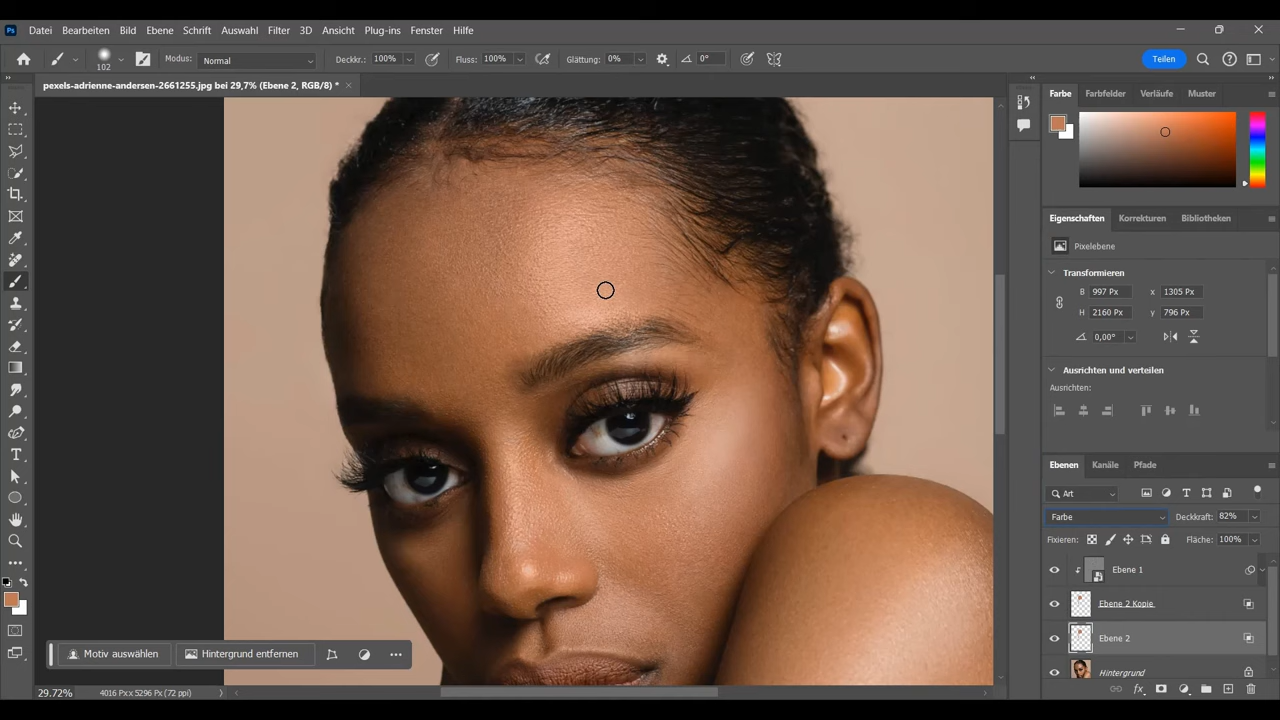 Ps Datei Bearbeiten Bild Ebene Schrift Auswahl Filter 3D Ansicht Plug-ins Fenster Hilfe
102 Modus: Normal Deckkr.: 100% Fluss: 100% Glättung: 0% 0° Teilen
pexels-adrienne-andersen-2661255.jpg bei 29,7% (Ebene 2, RGB/8) *
Farbe Farbfelder Verläufe Muster
Eigenschaften Korrekturen Bibliotheken
Pixelebene
Transformieren
B 997 Px x 1305 Px
H 2160 Px y 796 Px
0,00°
Ausrichten und verteilen
Ausrichten:
Ebenen Kanäle Pfade
Art
Farbe Deckkraft: 82%
Fixieren: Fläche: 100%
Ebene 1
Ebene 2 Kopie
Ebene 2
Hintergrund
Motiv auswählen Hintergrund entfernen
29.72% 4016 Px x 5296 Px (72 ppi)